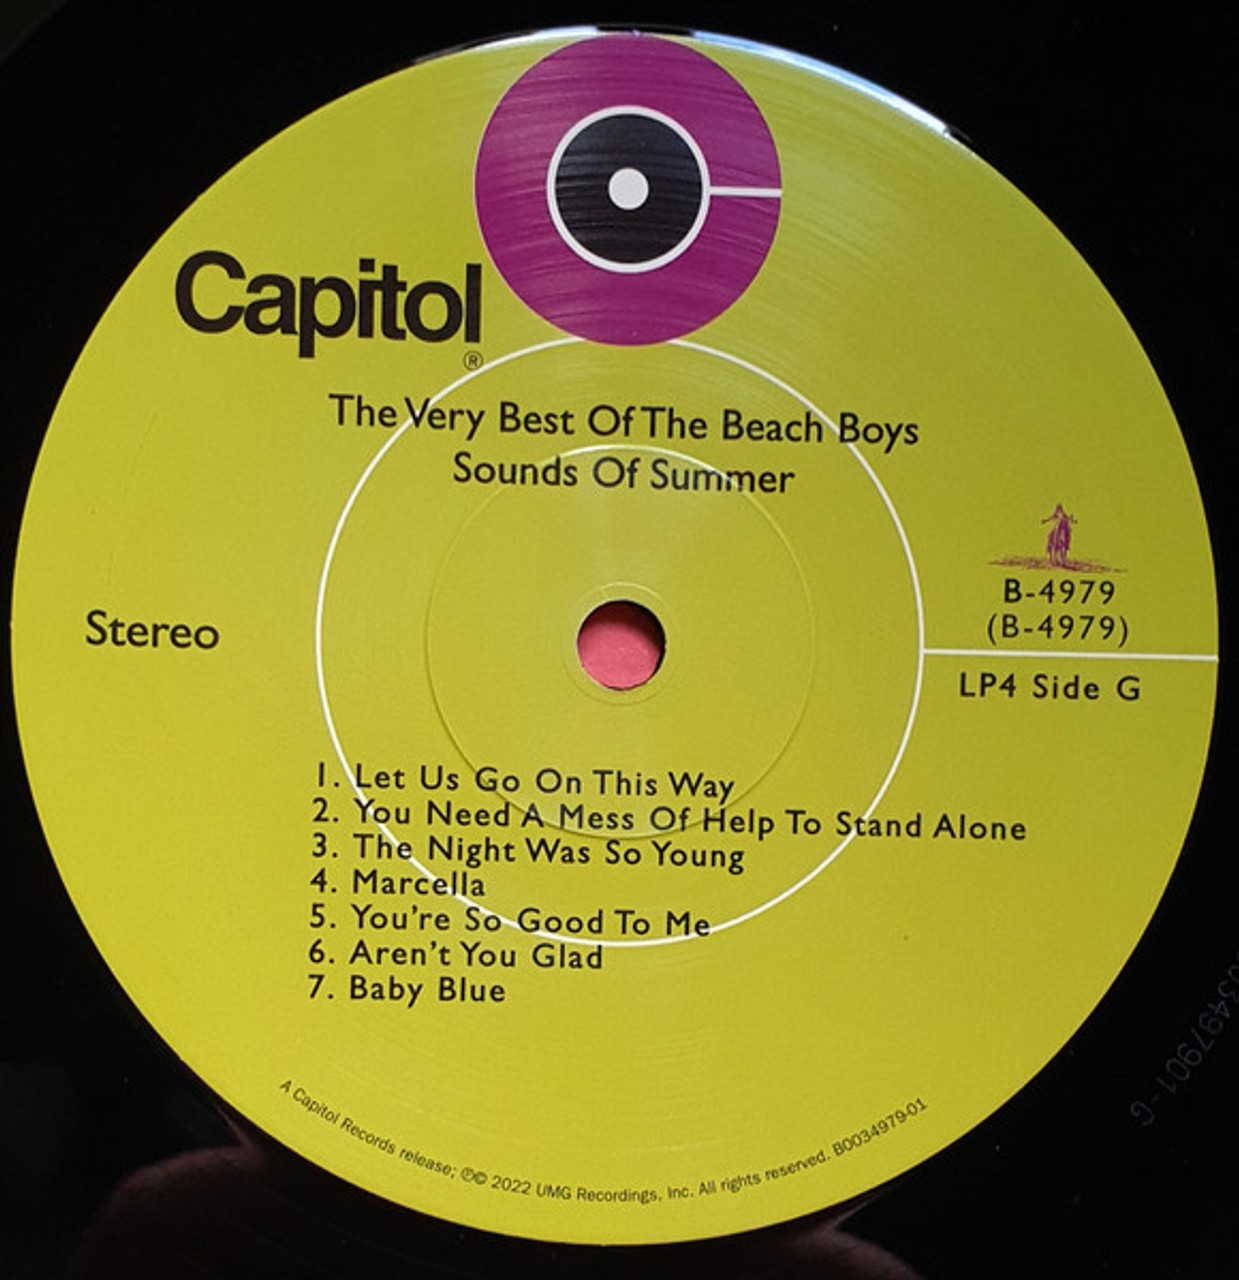 Capitol
®
The Very Best Of The Beach Boys
Sounds Of Summer
Stereo
B-4979
(B-4979)
LP4 Side G
1. Let Us Go On This Way
2. You Need A Mess Of Help To Stand Alone
3. The Night Was So Young
4. Marcella
5. You're So Good To Me
6. Aren't You Glad
7. Baby Blue
A Capitol Records release; ℗© 2022 UMG Recordings, Inc. All rights reserved. B0034979-01